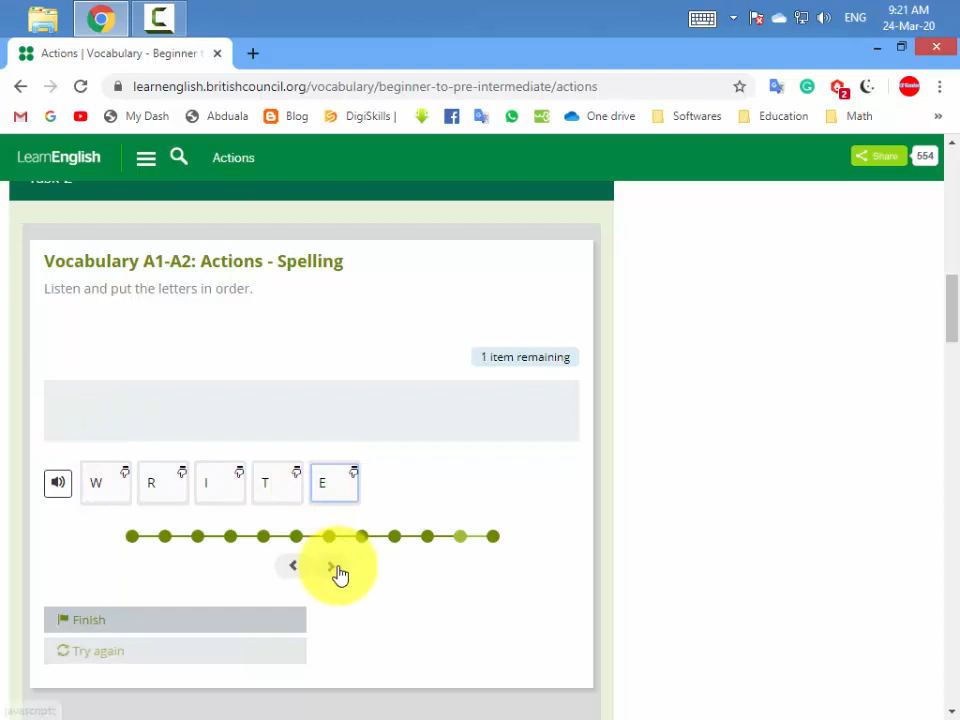 9:21 AM
ENG
24-Mar-20
Actions | Vocabulary - Beginner t
learnenglish.britishcouncil.org/vocabulary/beginner-to-pre-intermediate/actions
2
My Dash
Abduala
Blog
DigiSkills |
One drive
Softwares
Education
Math
»
LearnEnglish
Actions
Share
554
Vocabulary A1-A2: Actions - Spelling
Listen and put the letters in order.
1 item remaining
W R I T E
Finish
Try again
javascript: